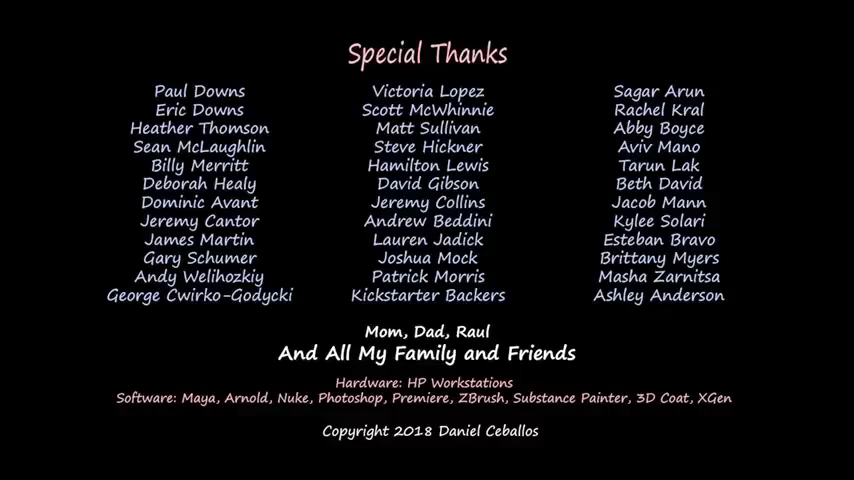 Special Thanks
Paul Downs
Eric Downs
Heather Thomson
Sean McLaughlin
Billy Merritt
Deborah Healy
Dominic Avant
Jeremy Cantor
James Martin
Gary Schumer
Andy Welihozkiy
George Cwirko-Godycki
Victoria Lopez
Scott McWhinnie
Matt Sullivan
Steve Hickner
Hamilton Lewis
David Gibson
Jeremy Collins
Andrew Beddini
Lauren Jadick
Joshua Mock
Patrick Morris
Kickstarter Backers
Sagar Arun
Rachel Kral
Abby Boyce
Aviv Mano
Tarun Lak
Beth David
Jacob Mann
Kylee Solari
Esteban Bravo
Brittany Myers
Masha Zarnitsa
Ashley Anderson
Mom, Dad, Raul
And All My Family and Friends
Hardware: HP Workstations
Software: Maya, Arnold, Nuke, Photoshop, Premiere, ZBrush, Substance Painter, 3D Coat, XGen
Copyright 2018 Daniel Ceballos